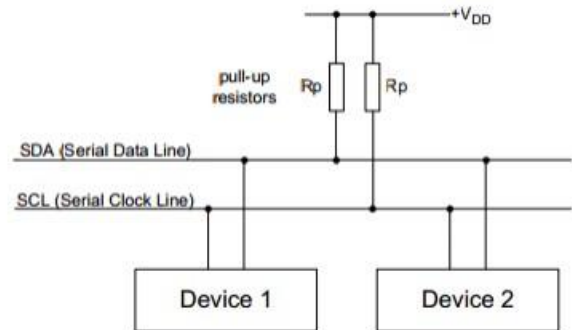 +VDD
pull-up
resistors
Rp
Rp
SDA (Serial Data Line)
SCL (Serial Clock Line)
Device 1
Device 2